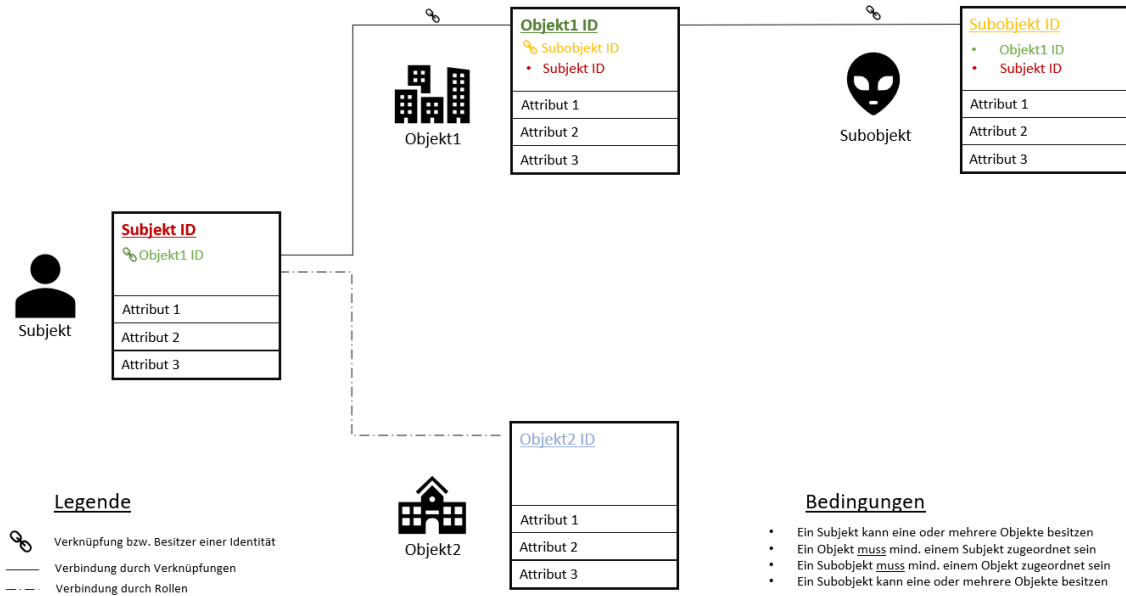 Objekt1 ID
Subobjekt ID
• Subjekt ID
Attribut 1
Attribut 2
Attribut 3
Objekt1
Subobjekt ID
• Objekt1 ID
• Subjekt ID
Attribut 1
Attribut 2
Attribut 3
Subobjekt
Subjekt ID
Objekt1 ID
Attribut 1
Attribut 2
Attribut 3
Subjekt
Objekt2 ID
Attribut 1
Attribut 2
Attribut 3
Objekt2
Legende
Verknüpfung bzw. Besitzer einer Identität
Verbindung durch Verknüpfungen
Verbindung durch Rollen
Bedingungen
• Ein Subjekt kann eine oder mehrere Objekte besitzen
• Ein Objekt muss mind. einem Subjekt zugeordnet sein
• Ein Subobjekt muss mind. einem Objekt zugeordnet sein
• Ein Subobjekt kann eine oder mehrere Objekte besitzen